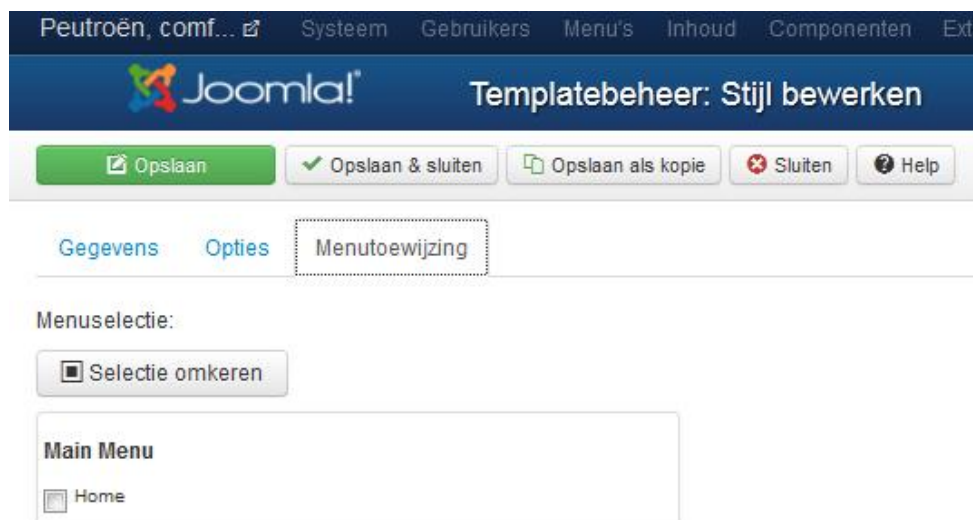 Peutroën, comf... Systeem Gebruikers Menu's Inhoud Componenten Ext
Joomla!® Templatebeheer: Stijl bewerken
Opslaan Opslaan & sluiten Opslaan als kopie Sluiten Help
Gegevens Opties Menutoewijzing
Menuselectie:
Selectie omkeren
Main Menu
Home